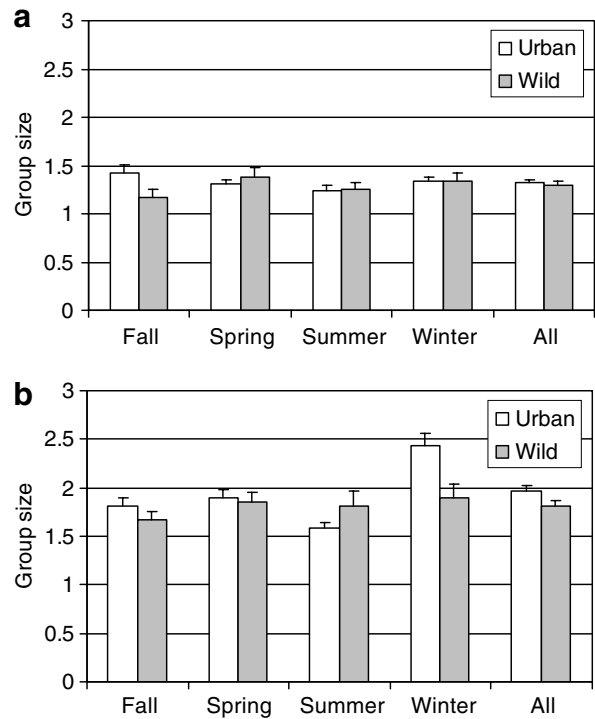 a
3
2.5
2
1.5
1
0.5
0
Group size
Urban
Wild
Fall Spring Summer Winter All
b
3
2.5
2
1.5
1
0.5
0
Group size
Urban
Wild
Fall Spring Summer Winter All